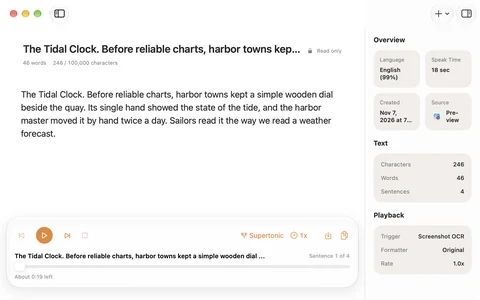 The Tidal Clock. Before reliable charts, harbor towns kep...
Read only
46 words 246 / 100,000 characters
The Tidal Clock. Before reliable charts, harbor towns kept a simple wooden dial
beside the quay. Its single hand showed the state of the tide, and the harbor
master moved it by hand twice a day. Sailors read it the way we read a weather
forecast.
Supertonic
1x
The Tidal Clock. Before reliable charts, harbor towns kept a simple wooden dial ...
Sentence 1 of 4
About 0:19 left
Overview
Language
English
(99%)
Speak Time
18 sec
Created
Nov 7,
2026 at 7...
Source
Pre-
view
Text
Characters 246
Words 46
Sentences 4
Playback
Trigger Screenshot OCR
Formatter Original
Rate 1.0x